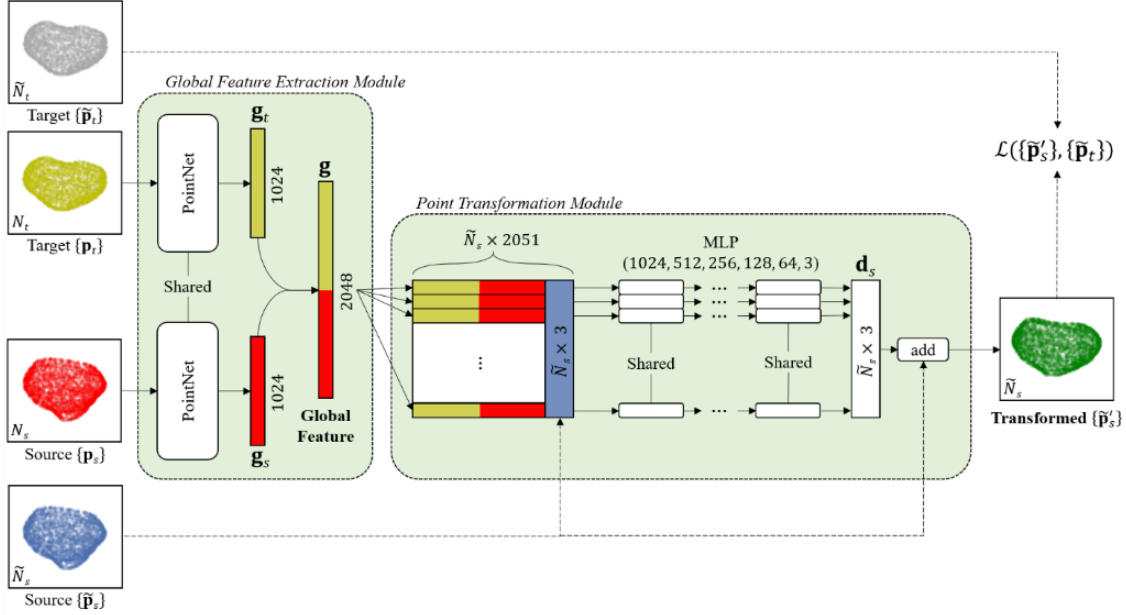 Ñ_t
Target {p̃_t}
N_t
Target {p_t}
N_s
Source {p_s}
Ñ_s
Source {p̃_s}
Global Feature Extraction Module
PointNet
Shared
PointNet
g_t
1024
1024
g_s
g
2048
Global
Feature
Point Transformation Module
Ñ_s × 2051
⋮
Ñ_s × 3
MLP
(1024, 512, 256, 128, 64, 3)
...
Shared
Shared
...
d_s
Ñ_s × 3
add
ℒ({p̃′_s}, {p̃_t})
Ñ_s
Transformed {p̃′_s}